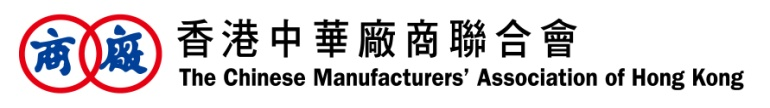 商廠
香港中華廠商聯合會
The Chinese Manufacturers' Association of Hong Kong